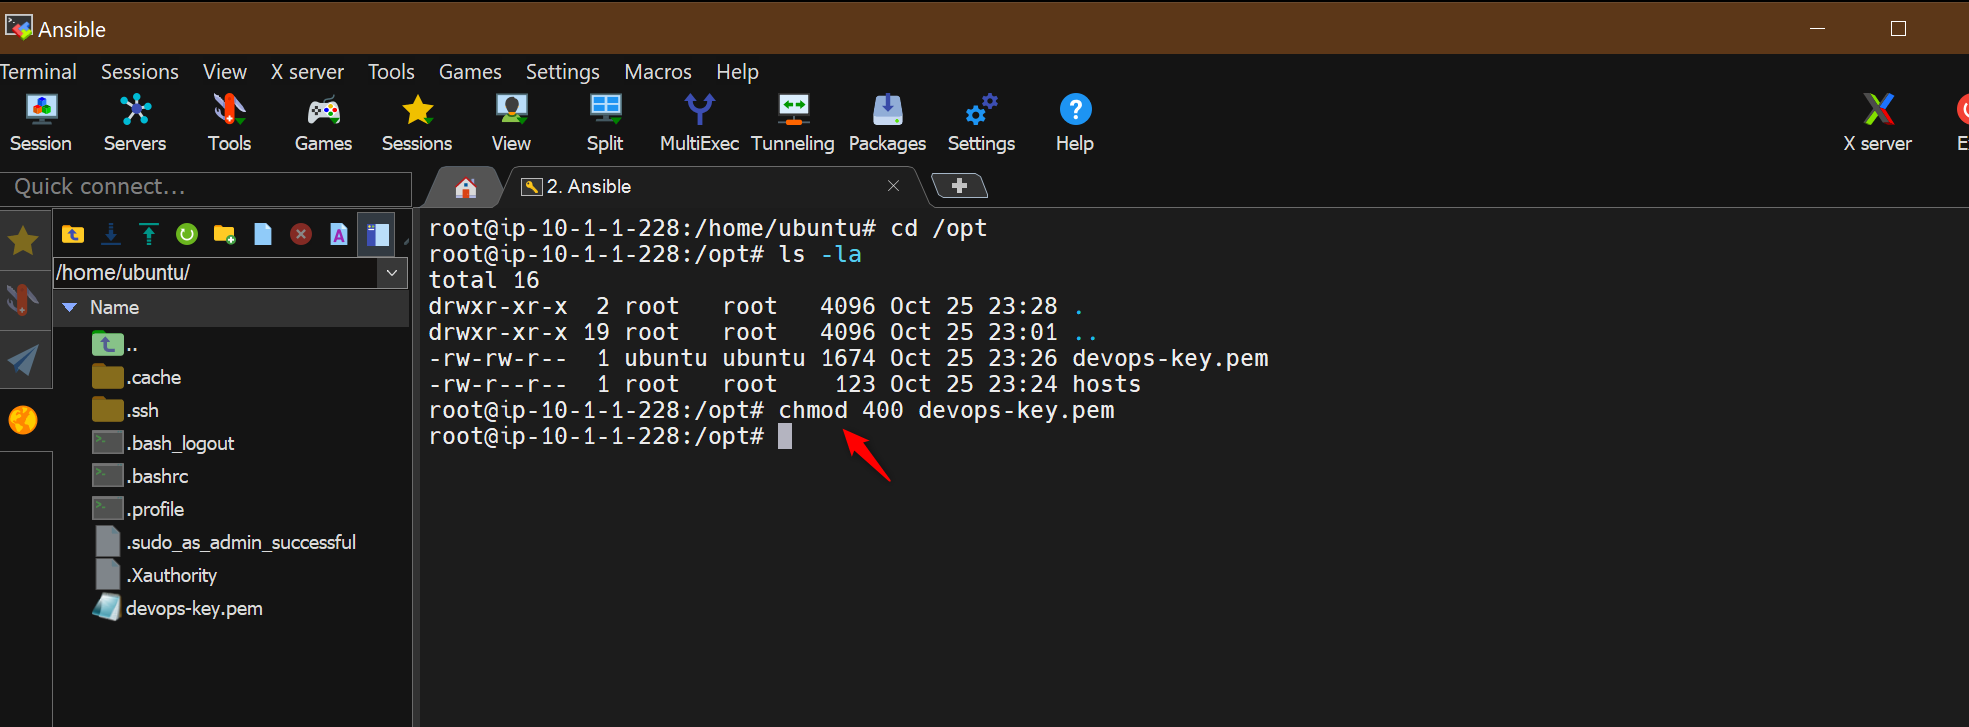 Ansible
Terminal Sessions View X server Tools Games Settings Macros Help
Session Servers Tools Games Sessions View Split MultiExec Tunneling Packages Settings Help X server
Quick connect...
2. Ansible
/home/ubuntu/
Name
..
.cache
.ssh
.bash_logout
.bashrc
.profile
.sudo_as_admin_successful
.Xauthority
devops-key.pem
root@ip-10-1-1-228:/home/ubuntu# cd /opt
root@ip-10-1-1-228:/opt# ls -la
total 16
drwxr-xr-x 2 root root 4096 Oct 25 23:28 .
drwxr-xr-x 19 root root 4096 Oct 25 23:01 ..
-rw-rw-r-- 1 ubuntu ubuntu 1674 Oct 25 23:26 devops-key.pem
-rw-r--r-- 1 root root 123 Oct 25 23:24 hosts
root@ip-10-1-1-228:/opt# chmod 400 devops-key.pem
root@ip-10-1-1-228:/opt#